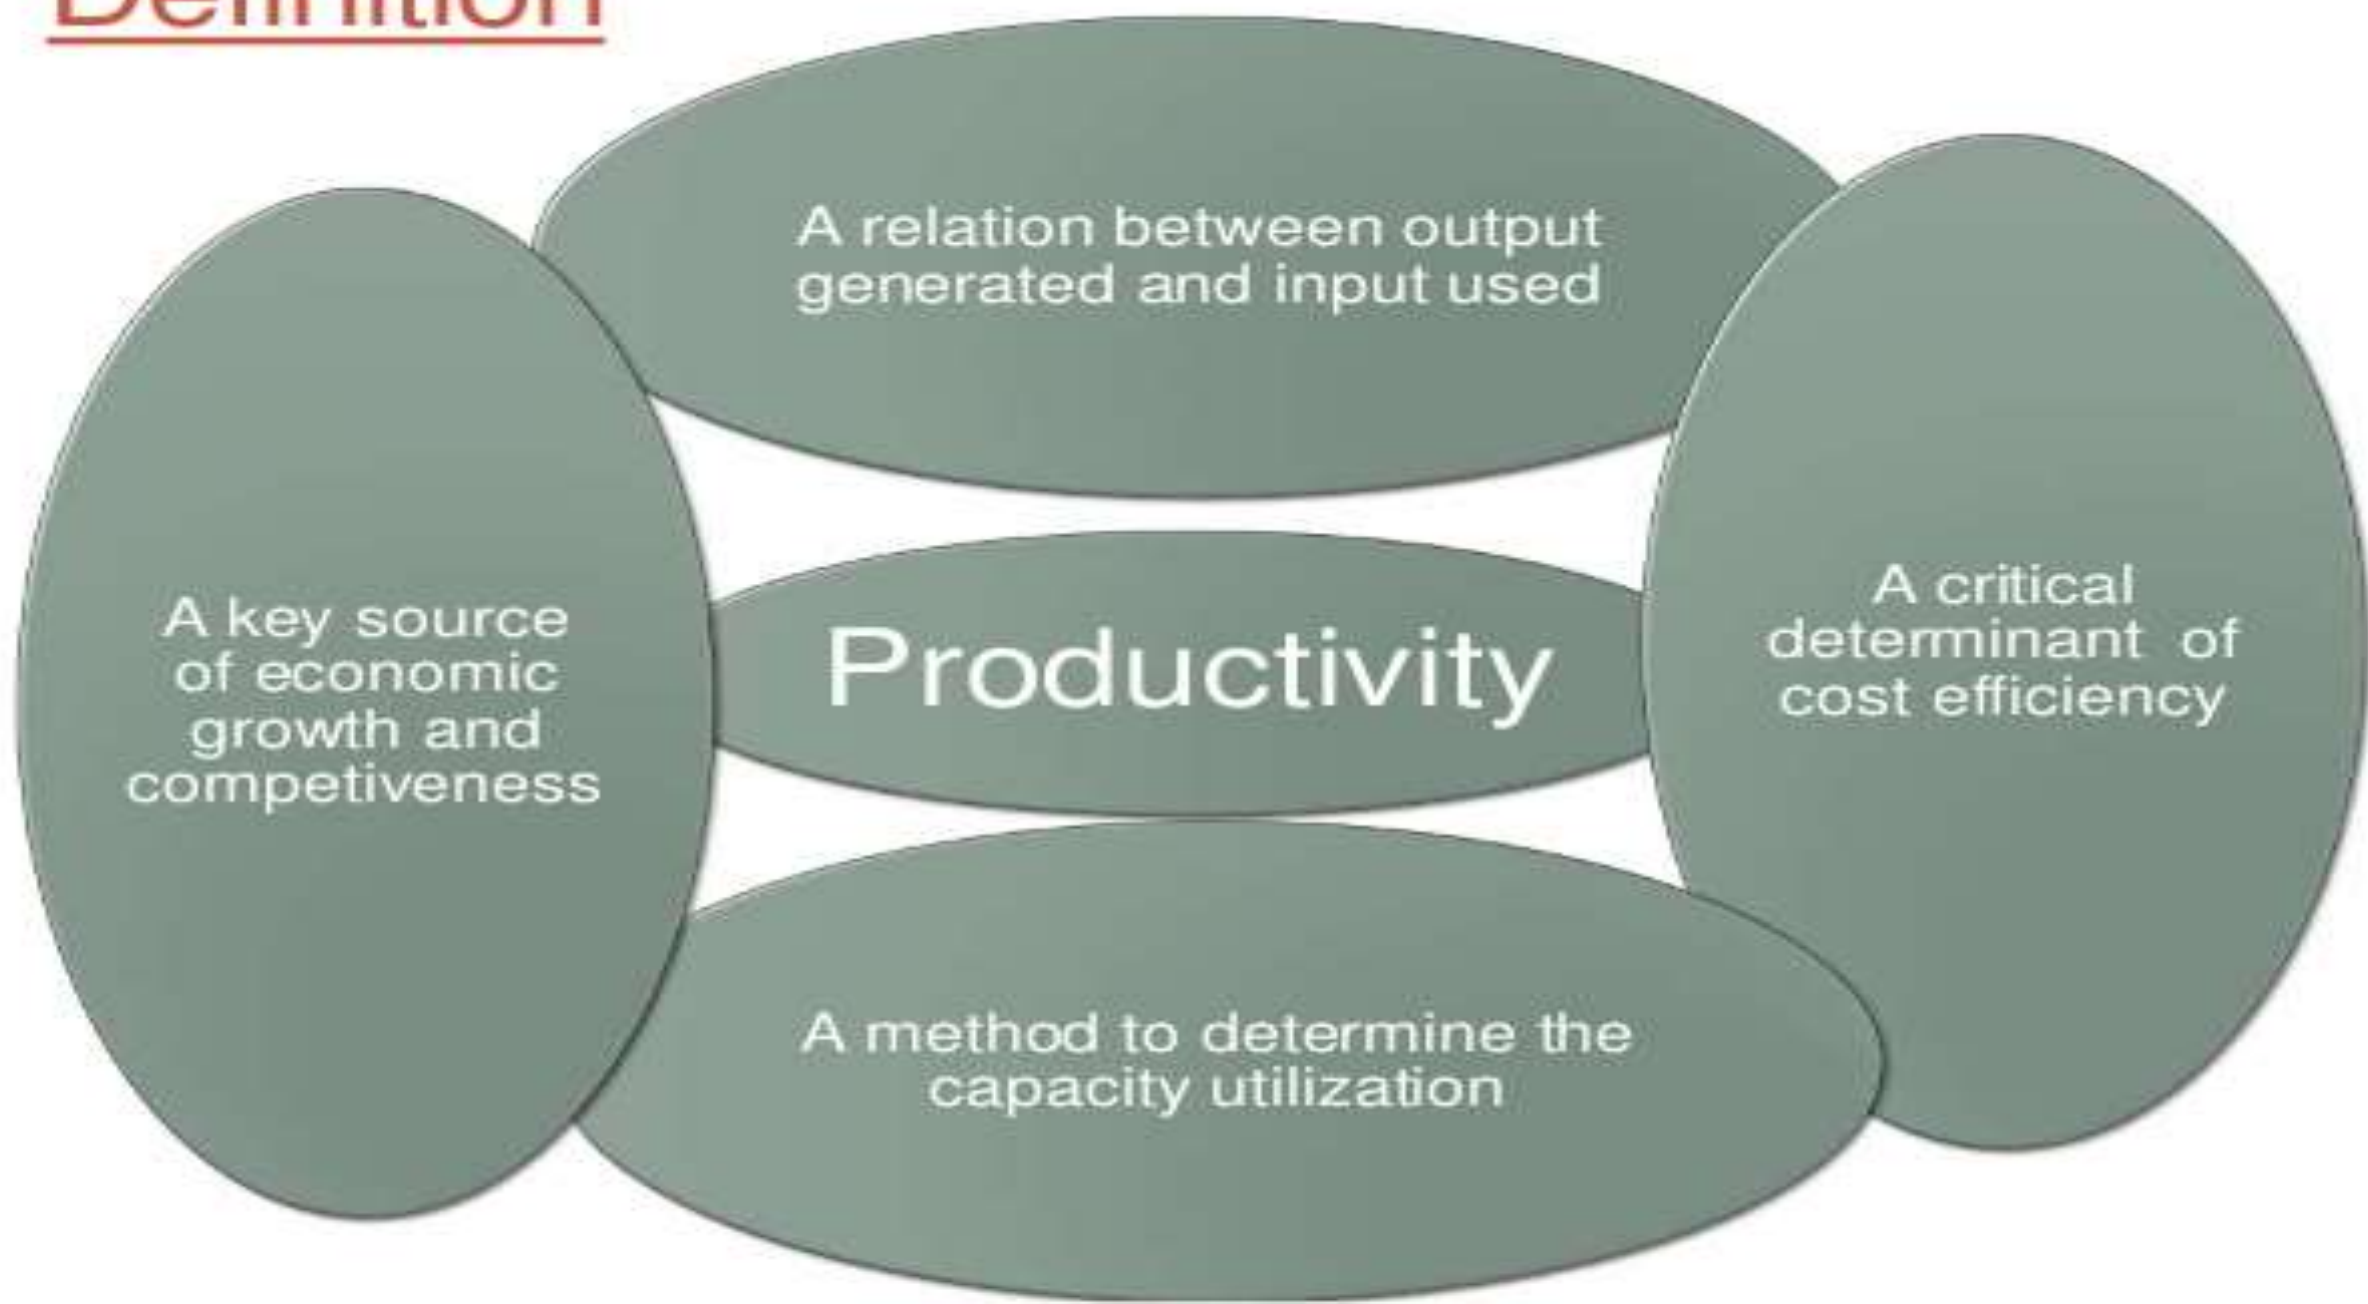 Definition
A relation between output
generated and input used
A key source
of economic
growth and
competiveness
Productivity
A critical
determinant of
cost efficiency
A method to determine the
capacity utilization